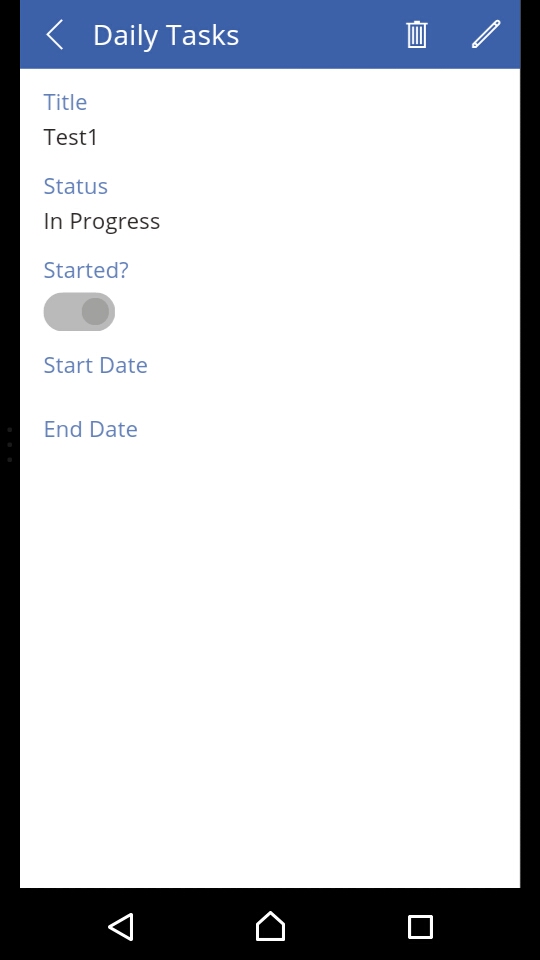 Daily Tasks
Title
Test1
Status
In Progress
Started?
Start Date
End Date